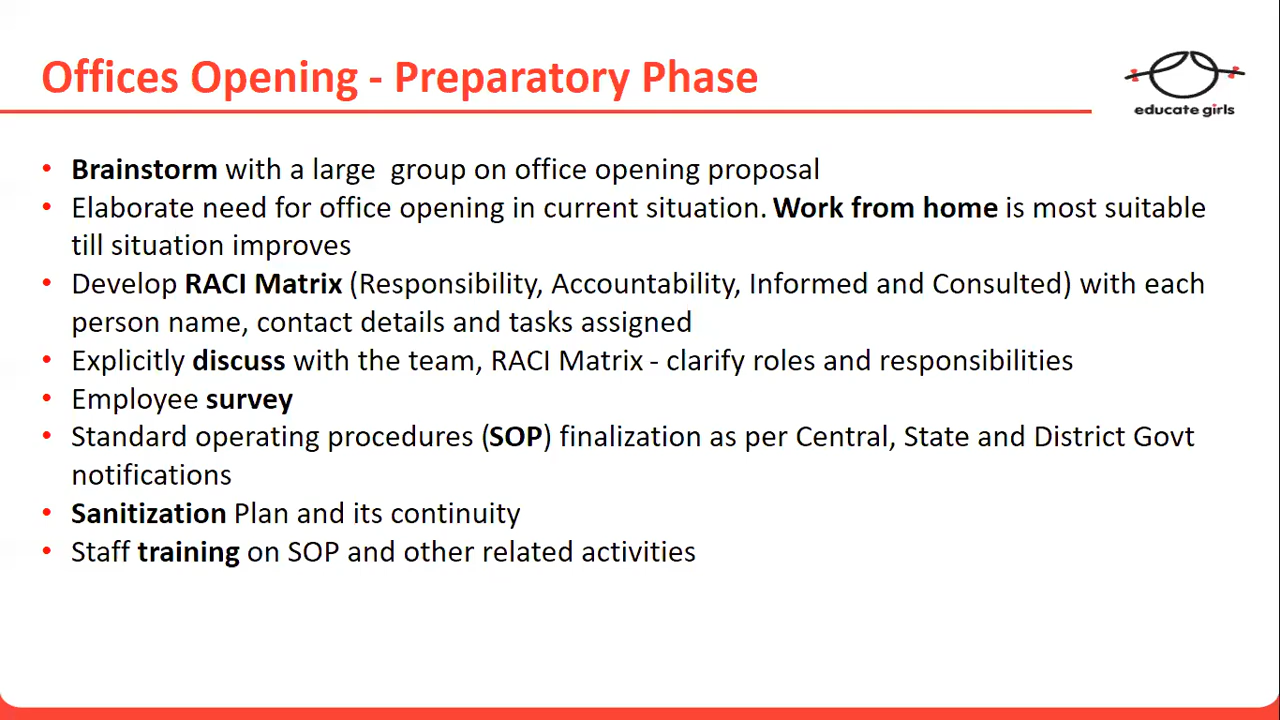 Offices Opening - Preparatory Phase
educate girls
• Brainstorm with a large  group on office opening proposal
• Elaborate need for office opening in current situation. Work from home is most suitable
till situation improves
• Develop RACI Matrix (Responsibility, Accountability, Informed and Consulted) with each
person name, contact details and tasks assigned
• Explicitly discuss with the team, RACI Matrix - clarify roles and responsibilities
• Employee survey
• Standard operating procedures (SOP) finalization as per Central, State and District Govt
notifications
• Sanitization Plan and its continuity
• Staff training on SOP and other related activities